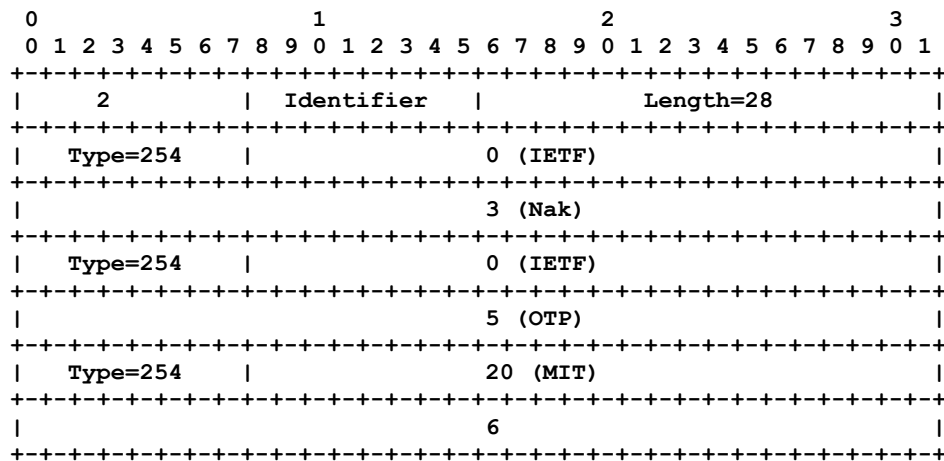 0                   1                   2                   3
 0 1 2 3 4 5 6 7 8 9 0 1 2 3 4 5 6 7 8 9 0 1 2 3 4 5 6 7 8 9 0 1
+-+-+-+-+-+-+-+-+-+-+-+-+-+-+-+-+-+-+-+-+-+-+-+-+-+-+-+-+-+-+-+-+
|     2         |  Identifier   |           Length=28           |
+-+-+-+-+-+-+-+-+-+-+-+-+-+-+-+-+-+-+-+-+-+-+-+-+-+-+-+-+-+-+-+-+
|   Type=254    |                0 (IETF)                       |
+-+-+-+-+-+-+-+-+-+-+-+-+-+-+-+-+-+-+-+-+-+-+-+-+-+-+-+-+-+-+-+-+
|                                3 (Nak)                        |
+-+-+-+-+-+-+-+-+-+-+-+-+-+-+-+-+-+-+-+-+-+-+-+-+-+-+-+-+-+-+-+-+
|   Type=254    |                0 (IETF)                       |
+-+-+-+-+-+-+-+-+-+-+-+-+-+-+-+-+-+-+-+-+-+-+-+-+-+-+-+-+-+-+-+-+
|                                5 (OTP)                        |
+-+-+-+-+-+-+-+-+-+-+-+-+-+-+-+-+-+-+-+-+-+-+-+-+-+-+-+-+-+-+-+-+
|   Type=254    |                20 (MIT)                       |
+-+-+-+-+-+-+-+-+-+-+-+-+-+-+-+-+-+-+-+-+-+-+-+-+-+-+-+-+-+-+-+-+
|                                6                              |
+-+-+-+-+-+-+-+-+-+-+-+-+-+-+-+-+-+-+-+-+-+-+-+-+-+-+-+-+-+-+-+-+